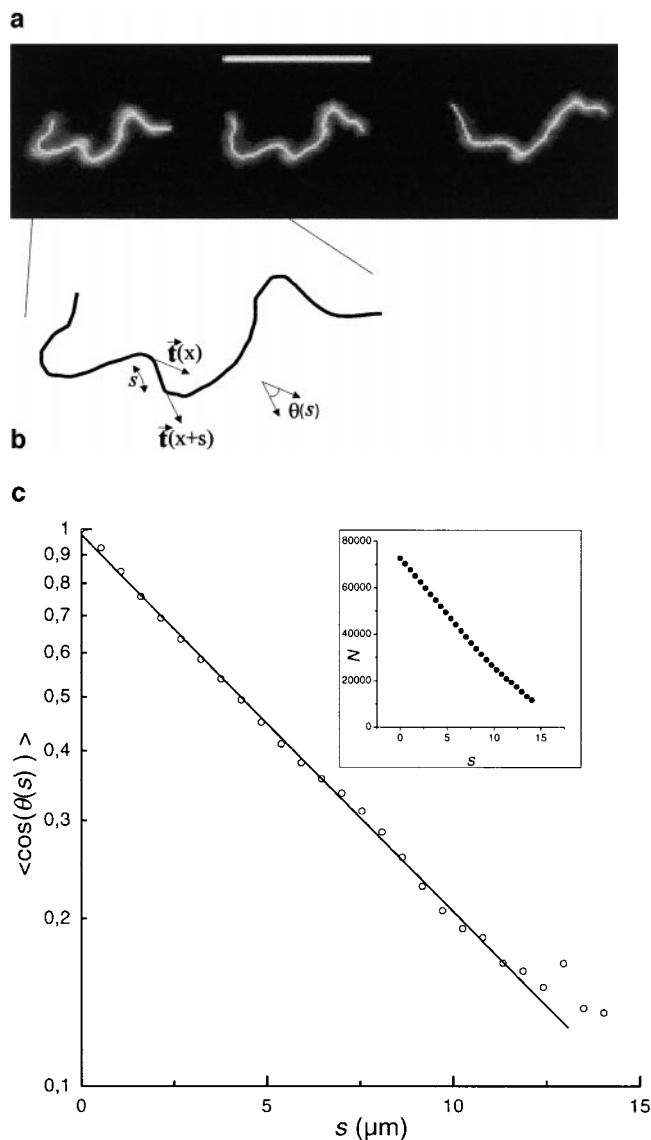 a
t⃗(x)
s
θ(s)
t⃗(x+s)
b
c
1
0,9
0,8
0,7
0,6
0,5
0,4
0,3
0,2
0,1
<cos(θ(s) ) >
0
5
10
15
s (µm)
80000
60000
40000
20000
0
N
0
5
10
15
s